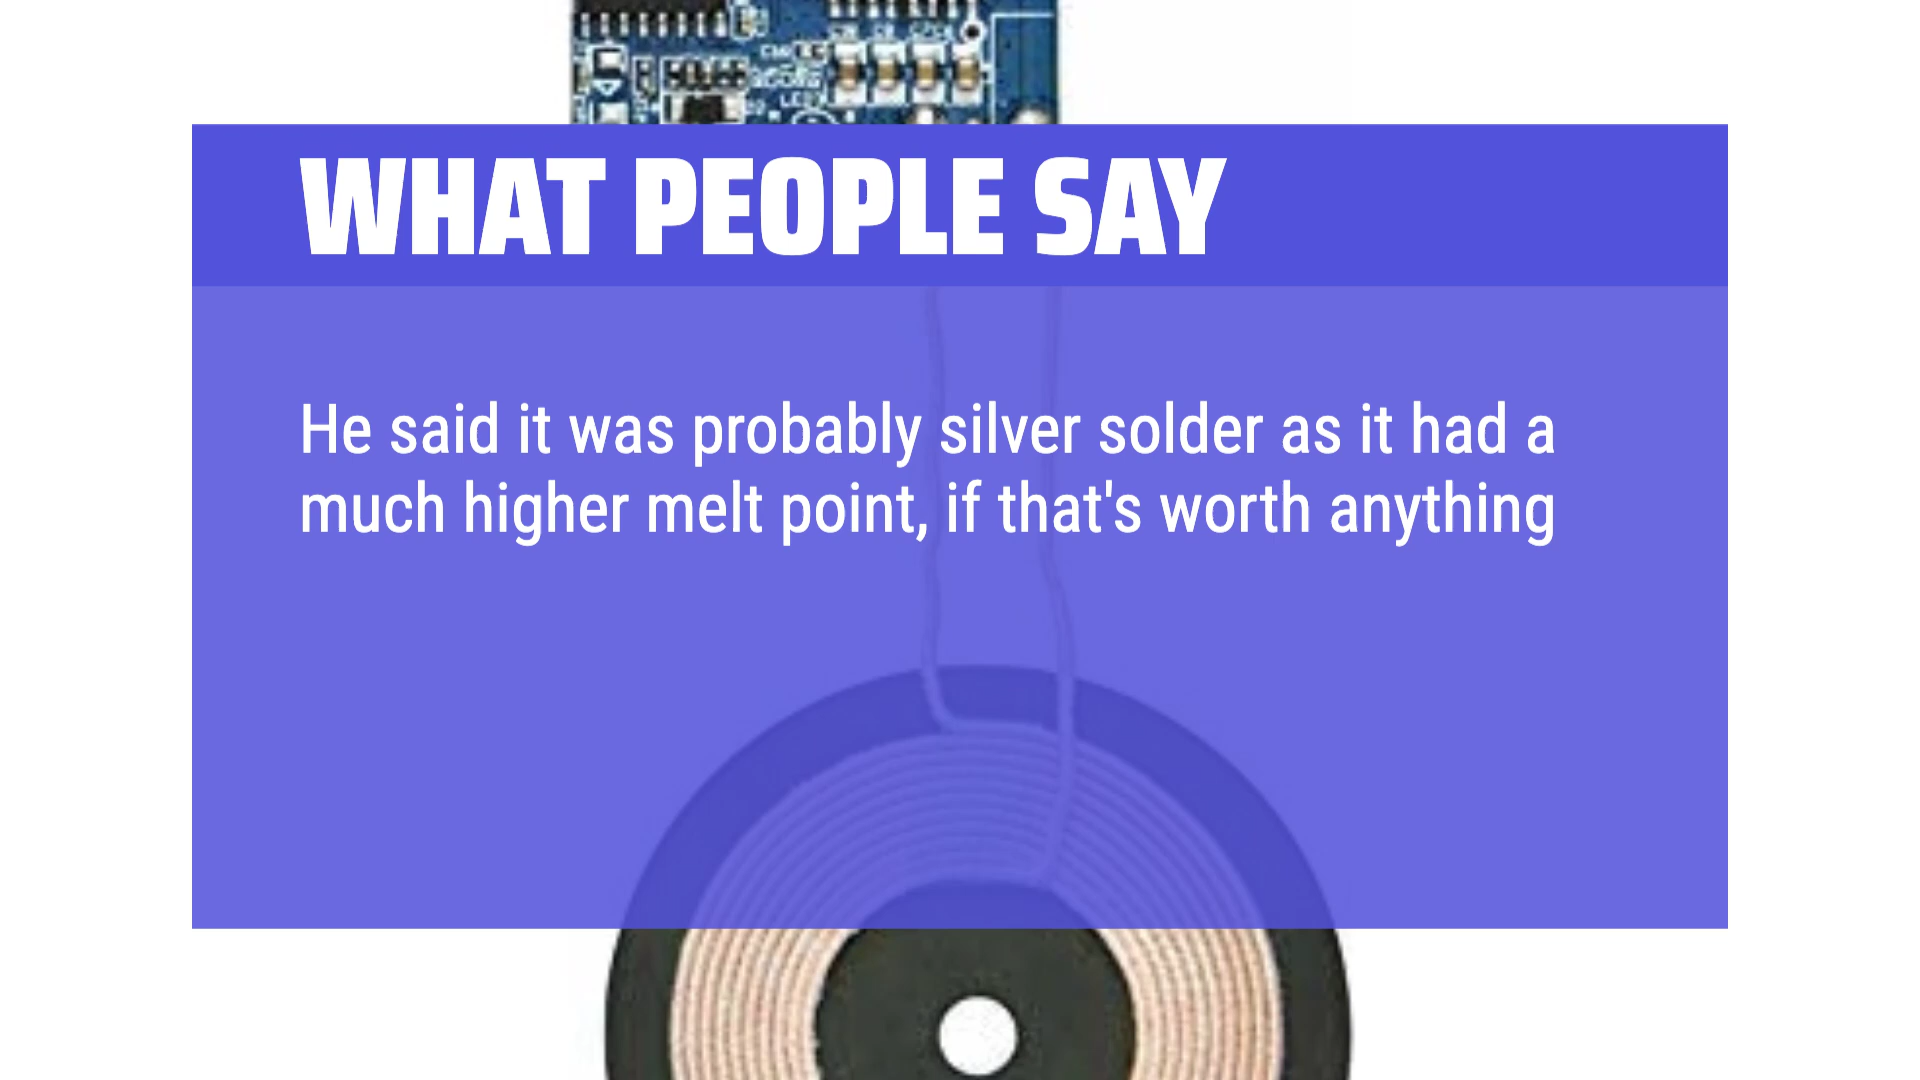 WHAT PEOPLE SAY
He said it was probably silver solder as it had a
much higher melt point, if that's worth anything